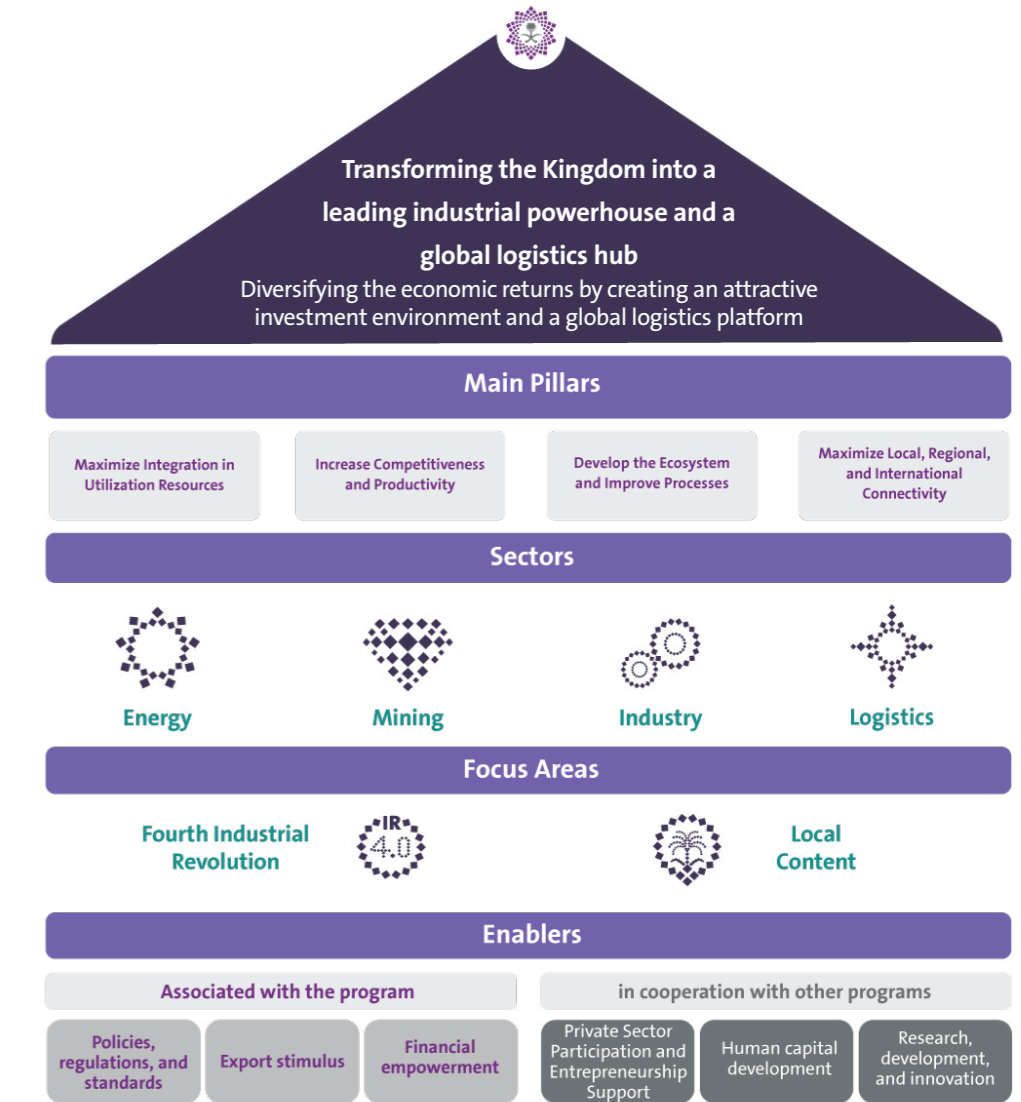 Transforming the Kingdom into a
leading industrial powerhouse and a
global logistics hub
Diversifying the economic returns by creating an attractive
investment environment and a global logistics platform
Main Pillars
Maximize Integration in
Utilization Resources
Increase Competitiveness
and Productivity
Develop the Ecosystem
and Improve Processes
Maximize Local, Regional,
and International
Connectivity
Sectors
Energy
Mining
Industry
Logistics
Focus Areas
Fourth Industrial
Revolution
IR
4.0
Local
Content
Enablers
Associated with the program
in cooperation with other programs
Policies,
regulations, and
standards
Export stimulus
Financial
empowerment
Private Sector
Participation and
Entrepreneurship
Support
Human capital
development
Research,
development,
and innovation